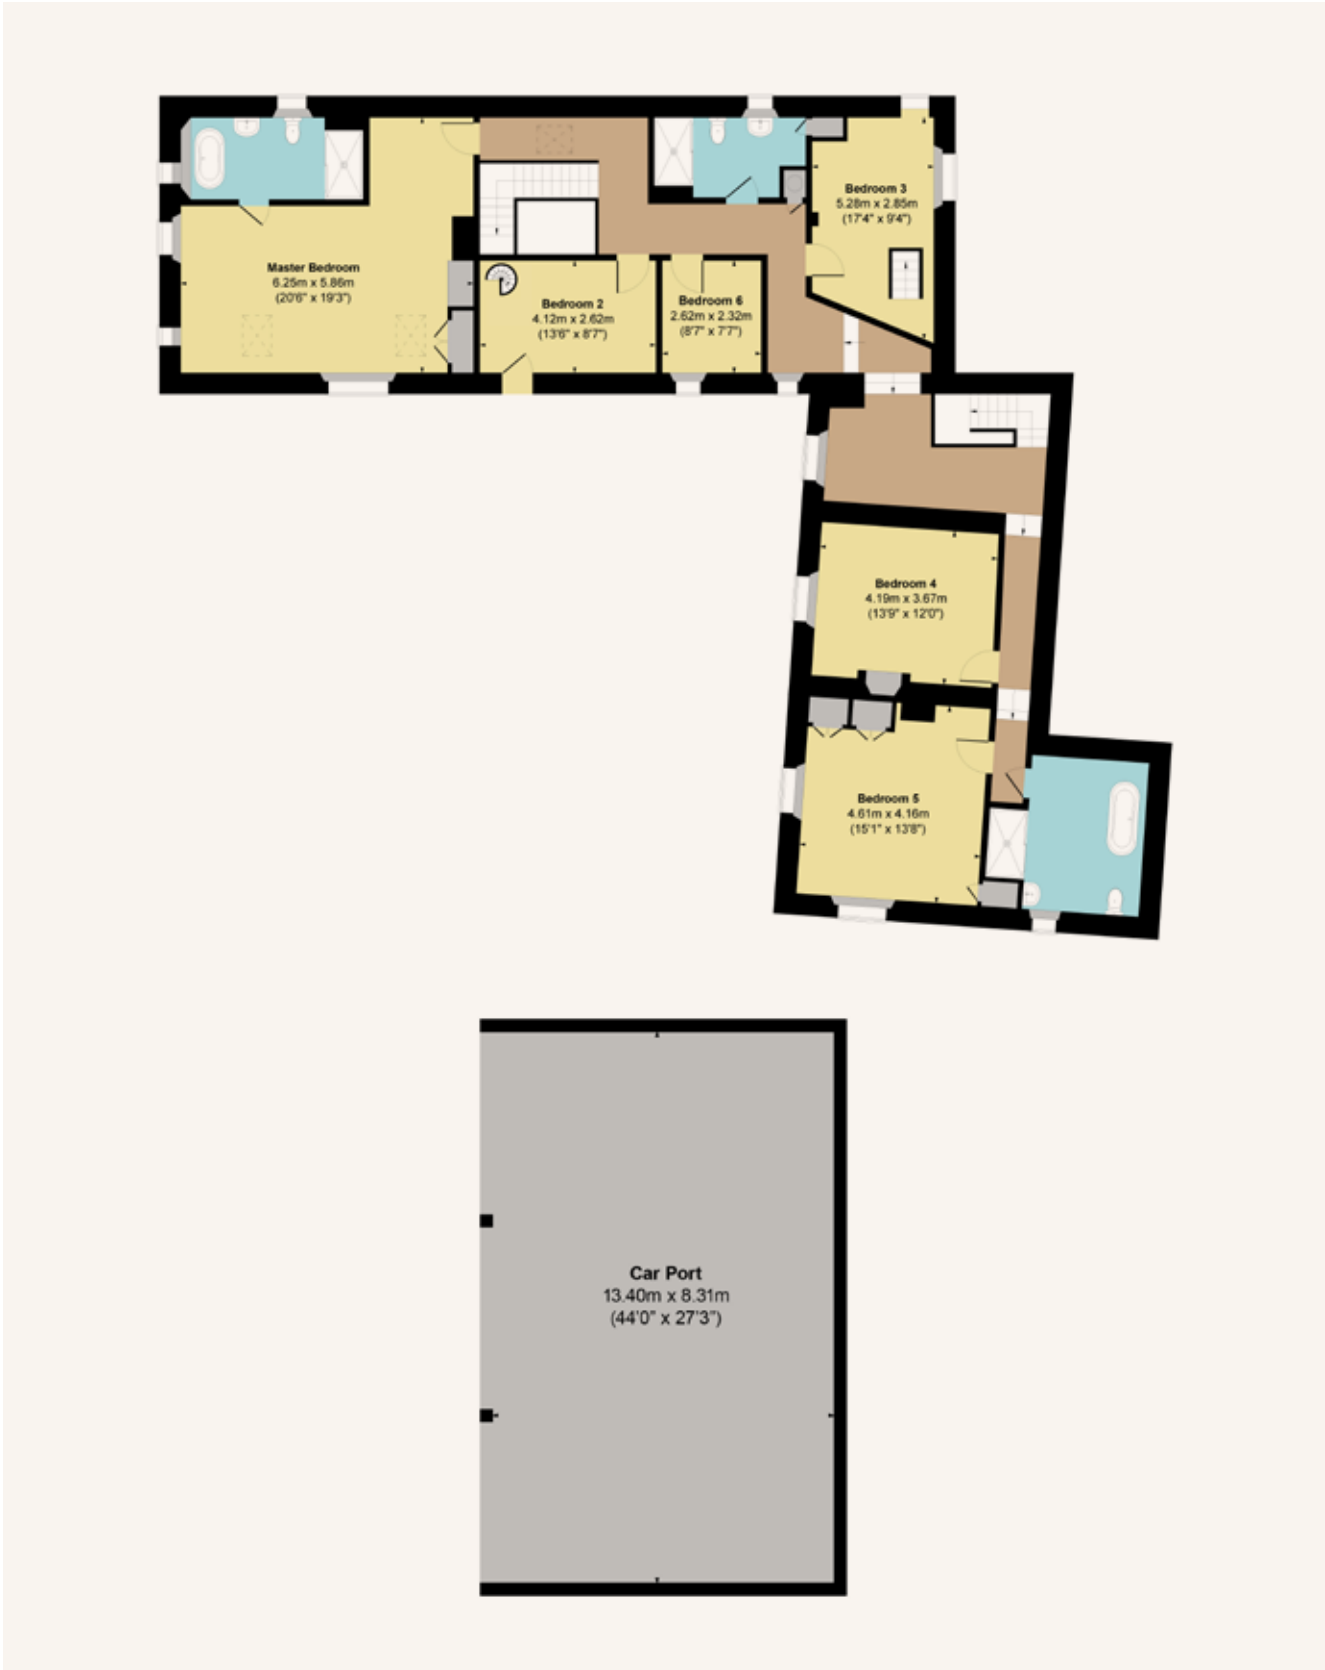 Master Bedroom
6.25m x 5.86m
(20'6" x 19'3")
Bedroom 2
4.12m x 2.62m
(13'6" x 8'7")
Bedroom 6
2.62m x 2.32m
(8'7" x 7'7")
Bedroom 3
5.28m x 2.85m
(17'4" x 9'4")
Bedroom 4
4.19m x 3.67m
(13'9" x 12'0")
Bedroom 5
4.61m x 4.16m
(15'1" x 13'8")
Car Port
13.40m x 8.31m
(44'0" x 27'3")